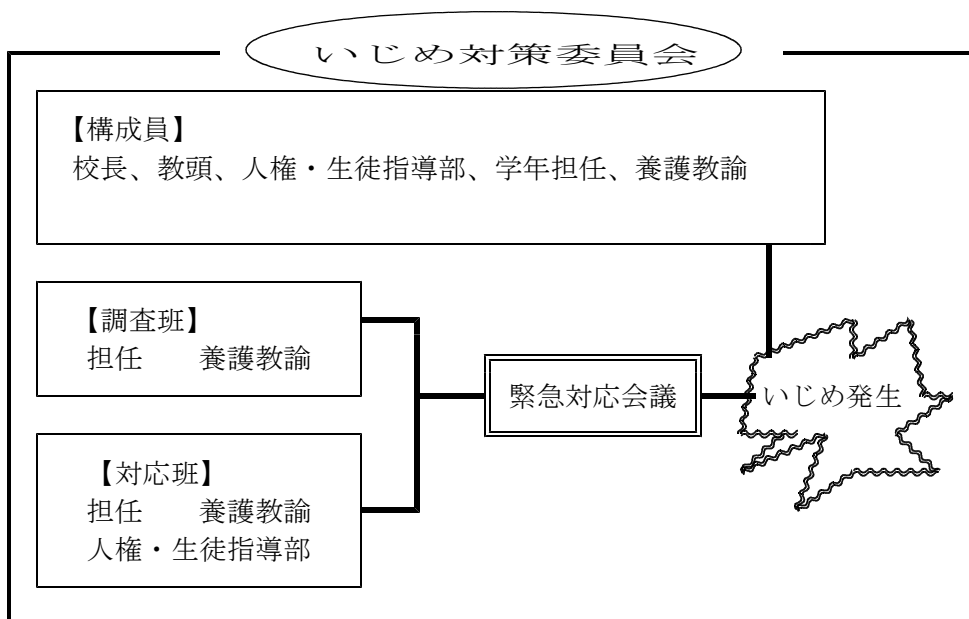 いじめ対策委員会
【構成員】
校長、教頭、人権・生徒指導部、学年担任、養護教諭
【調査班】
担任　　養護教諭
緊急対応会議
いじめ発生
【対応班】
担任　　養護教諭
人権・生徒指導部